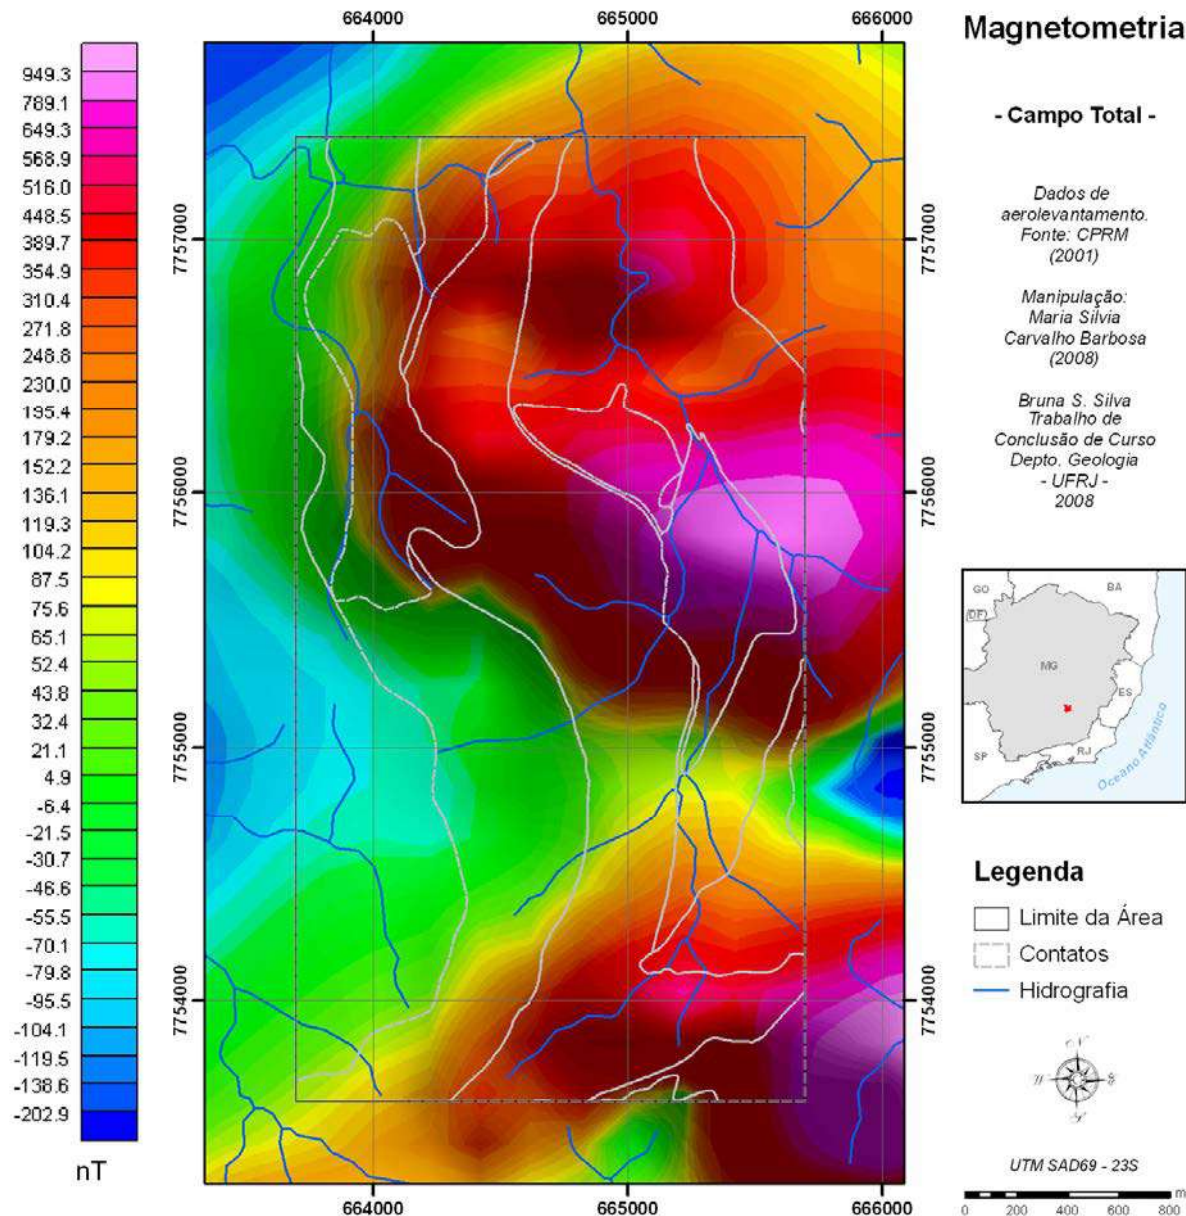 664000 665000 666000
Magnetometria
- Campo Total -
Dados de
aerolevantamento.
Fonte: CPRM
(2001)
Manipulação:
Maria Silvia
Carvalho Barbosa
(2008)
Bruna S. Silva
Trabalho de
Conclusão de Curso
Depto. Geologia
- UFRJ -
2008
949.3
789.1
649.3
568.9
516.0
448.5
389.7
354.9
310.4
271.8
248.8
230.0
195.4
179.2
152.2
136.1
119.3
104.2
87.5
75.6
65.1
52.4
43.8
32.4
21.1
4.9
-6.4
-21.5
-30.7
-46.6
-55.5
-70.1
-79.8
-95.5
-104.1
-119.5
-138.6
-202.9
nT
7757000
7756000
7755000
7754000
7757000
7756000
7755000
7754000
664000 665000 666000
GO
BA
(DF)
MG
ES
SP
RJ
Oceano Atlântico
Legenda
Limite da Área
Contatos
Hidrografia
N
W
S
UTM SAD69 - 23S
m
0 200 400 600 800